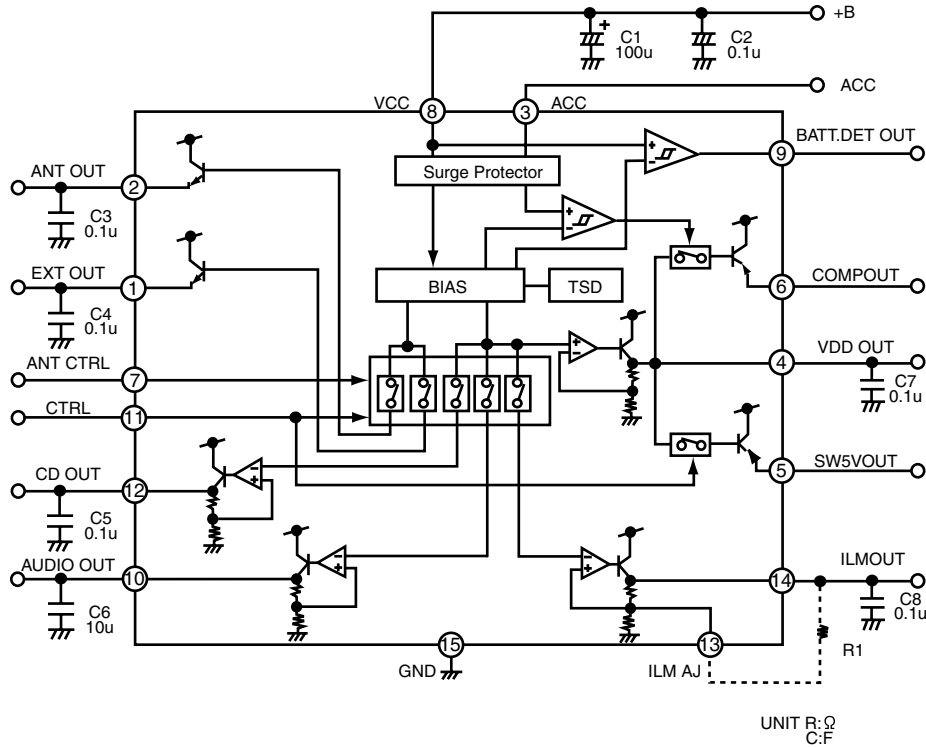 +B
C1
100u
+
C2
0.1u
ACC
VCC
8
3
ACC
BATT.DET OUT
9
+
−
Surge Protector
ANT OUT
2
C3
0.1u
+
−
EXT OUT
1
C4
0.1u
BIAS
TSD
COMPOUT
6
ANT CTRL
7
+
−
VDD OUT
4
C7
0.1u
CTRL
11
SW5VOUT
5
CD OUT
12
−
+
C5
0.1u
AUDIO OUT
10
−
+
C6
10u
−
+
ILMOUT
14
C8
0.1u
R1
15
GND
13
ILM AJ
UNIT R:Ω
C:F